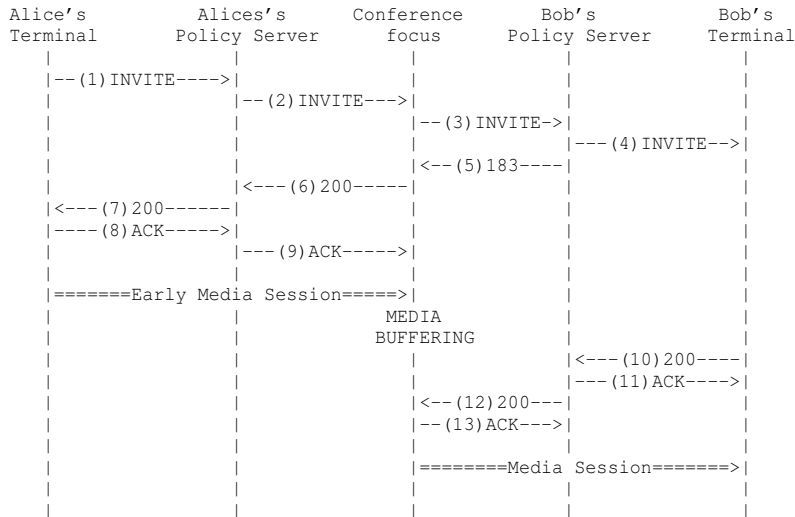 Alice's Alices's Conference Bob's Bob's
Terminal Policy Server focus Policy Server Terminal
| | | | |
|--(1)INVITE---->| | | |
| |--(2)INVITE--->| | |
| | |--(3)INVITE->| |
| | | |---(4)INVITE-->|
| | |<--(5)183----| |
| |<---(6)200-----| | |
|<---(7)200------| | | |
|----(8)ACK----->| | | |
| |---(9)ACK----->| | |
| | | | |
|=======Early Media Session=====>| | |
| | MEDIA | |
| | BUFFERING | |
| | | |<---(10)200----|
| | | |---(11)ACK---->|
| | |<--(12)200---| |
| | |--(13)ACK--->| |
| | | | |
| | |========Media Session=======>|
| | | | |
| | | | |